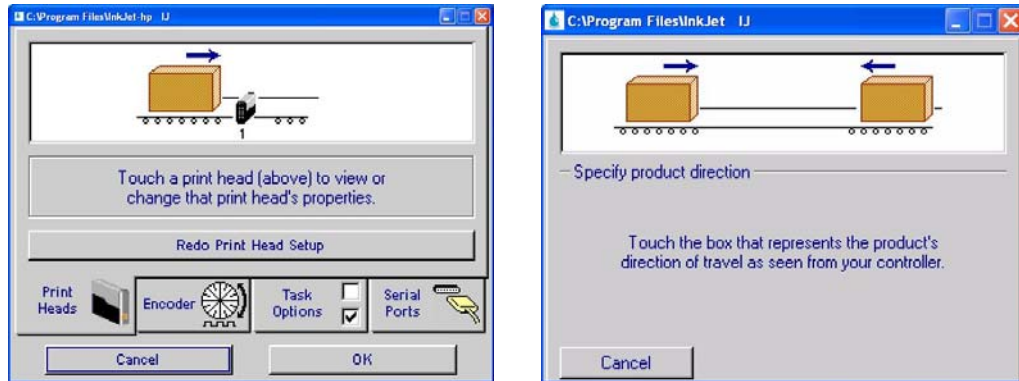 C:\Program Files\InkJet-hp IJ
1
Touch a print head (above) to view or
change that print head's properties.
Redo Print Head Setup
Print
Heads
Encoder
Task
Options
Serial
Ports
Cancel
OK
C:\Program Files\InkJet IJ
Specify product direction
Touch the box that represents the product's
direction of travel as seen from your controller.
Cancel